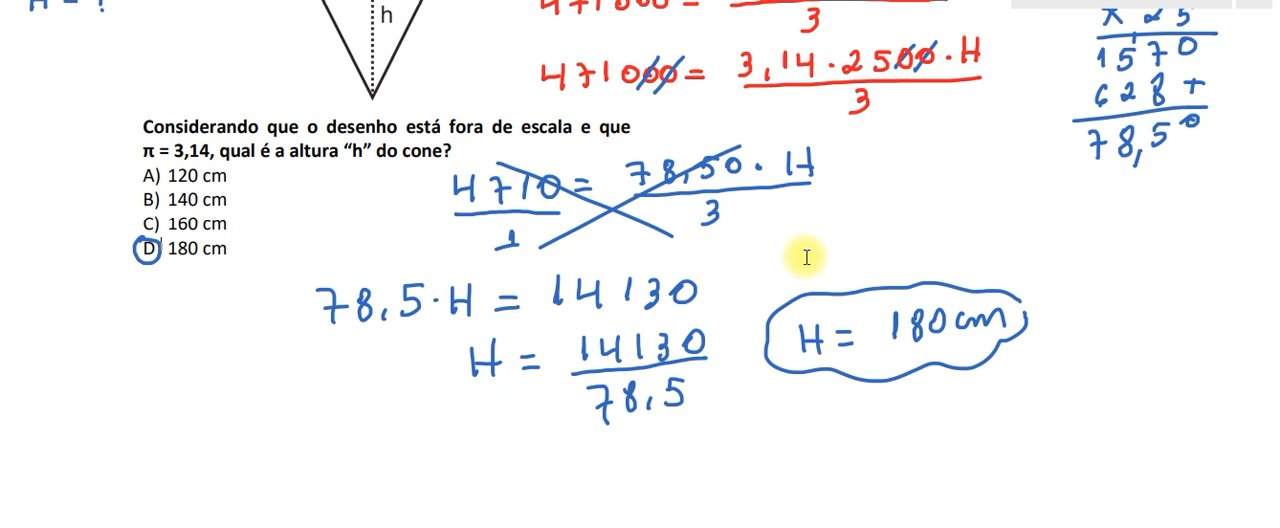 h
3
471000 = 3,14 · 2500 · H
3
x 25
1570
628 +
78,50
Considerando que o desenho está fora de escala e que
π = 3,14, qual é a altura “h” do cone?
A) 120 cm
B) 140 cm
C) 160 cm
D) 180 cm
4710 = 78,50 · H
1 3
78,5 · H = 14130
H = 14130
78,5
H = 180 cm